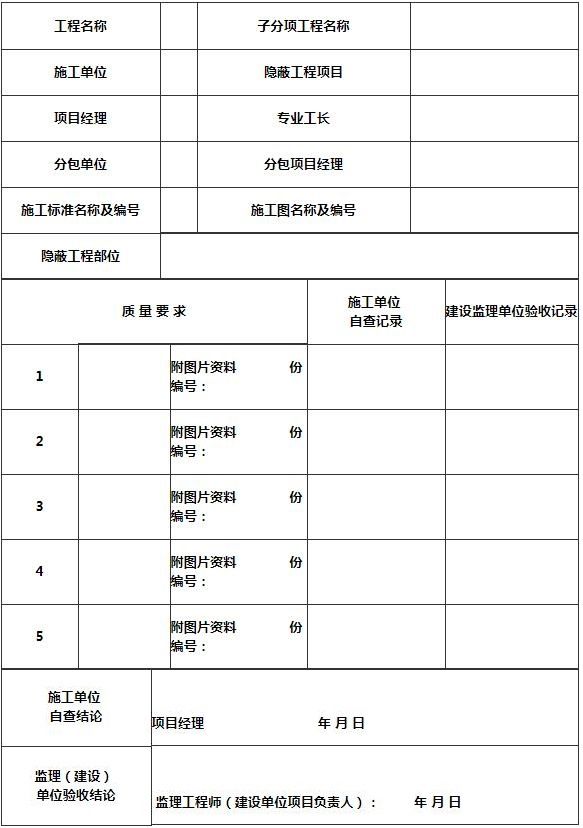 工程名称 子分项工程名称
施工单位 隐蔽工程项目
项目经理 专业工长
分包单位 分包项目经理
施工标准名称及编号 施工图名称及编号
隐蔽工程部位
质 量 要 求
施工单位
自查记录
建设监理单位验收记录
1
附图片资料 份
编号：
2
附图片资料 份
编号：
3
附图片资料 份
编号：
4
附图片资料 份
编号：
5
附图片资料 份
编号：
施工单位
自查结论
项目经理 年 月 日
监理（建设）
单位验收结论
监理工程师（建设单位项目负责人）： 年 月 日